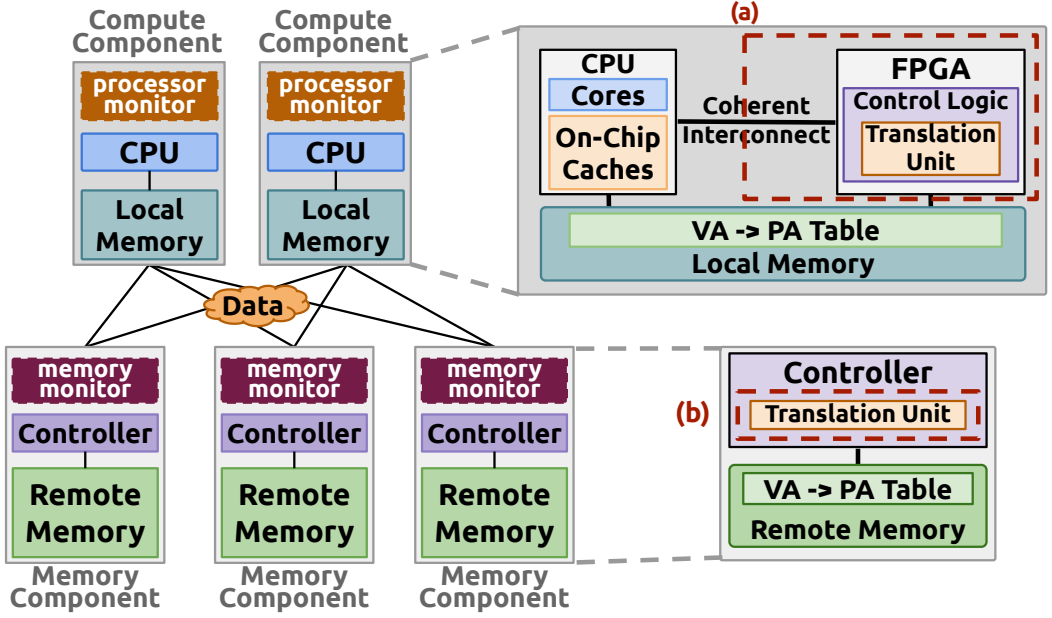 Compute
Component
Compute
Component
processor
monitor
CPU
Local
Memory
processor
monitor
CPU
Local
Memory
(a)
CPU
Cores
On-Chip
Caches
Coherent
Interconnect
FPGA
Control Logic
Translation
Unit
VA -> PA Table
Local Memory
Data
memory
monitor
Controller
Remote
Memory
Memory
Component
memory
monitor
Controller
Remote
Memory
Memory
Component
memory
monitor
Controller
Remote
Memory
Memory
Component
(b)
Controller
Translation Unit
VA -> PA Table
Remote Memory